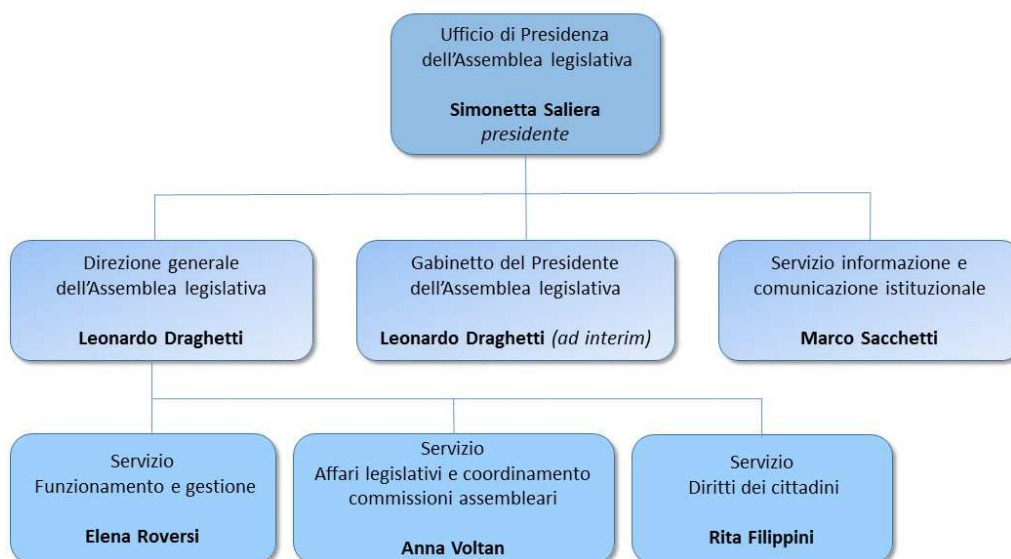 Ufficio di Presidenza
dell'Assemblea legislativa
Simonetta Saliera
presidente
Direzione generale
dell'Assemblea legislativa
Leonardo Draghetti
Gabinetto del Presidente
dell'Assemblea legislativa
Leonardo Draghetti (ad interim)
Servizio informazione e
comunicazione istituzionale
Marco Sacchetti
Servizio
Funzionamento e gestione
Elena Roversi
Servizio
Affari legislativi e coordinamento
commissioni assembleari
Anna Voltan
Servizio
Diritti dei cittadini
Rita Filippini